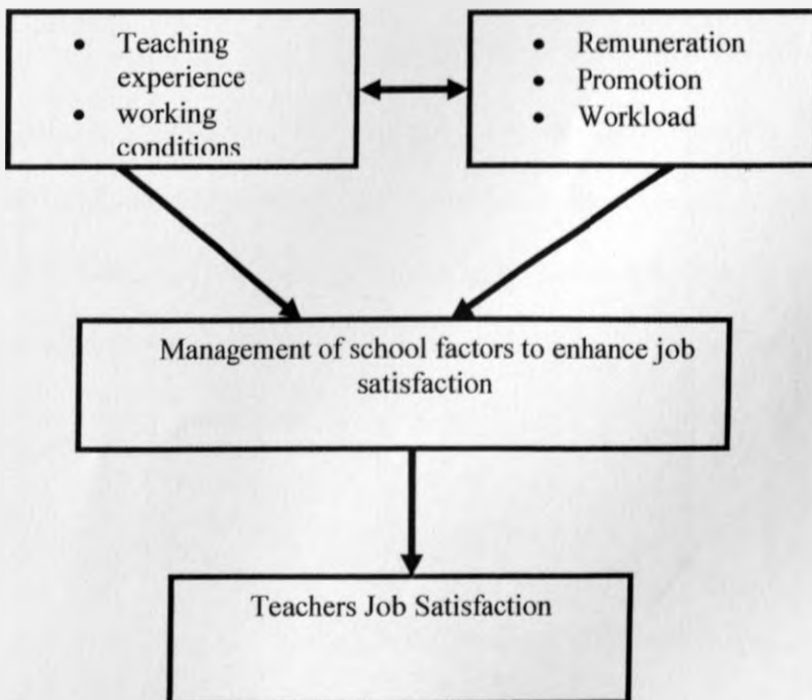 • Teaching
experience
• working
conditions
• Remuneration
• Promotion
• Workload
Management of school factors to enhance job
satisfaction
Teachers Job Satisfaction